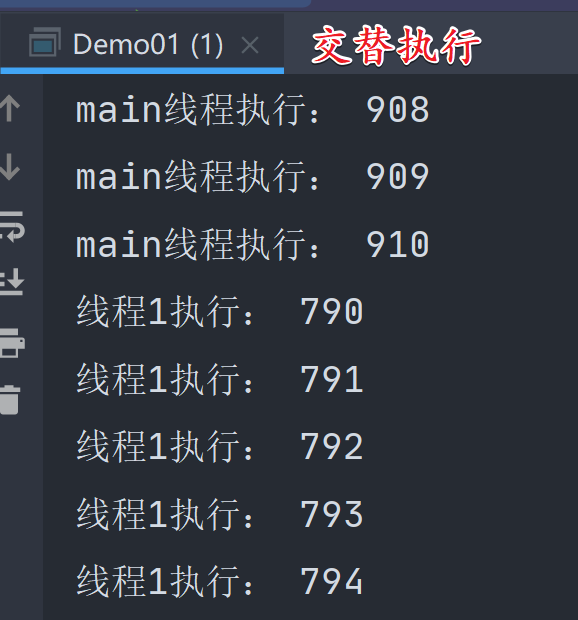 Demo01 (1) 交替执行
main线程执行： 908
main线程执行： 909
main线程执行： 910
线程1执行： 790
线程1执行： 791
线程1执行： 792
线程1执行： 793
线程1执行： 794